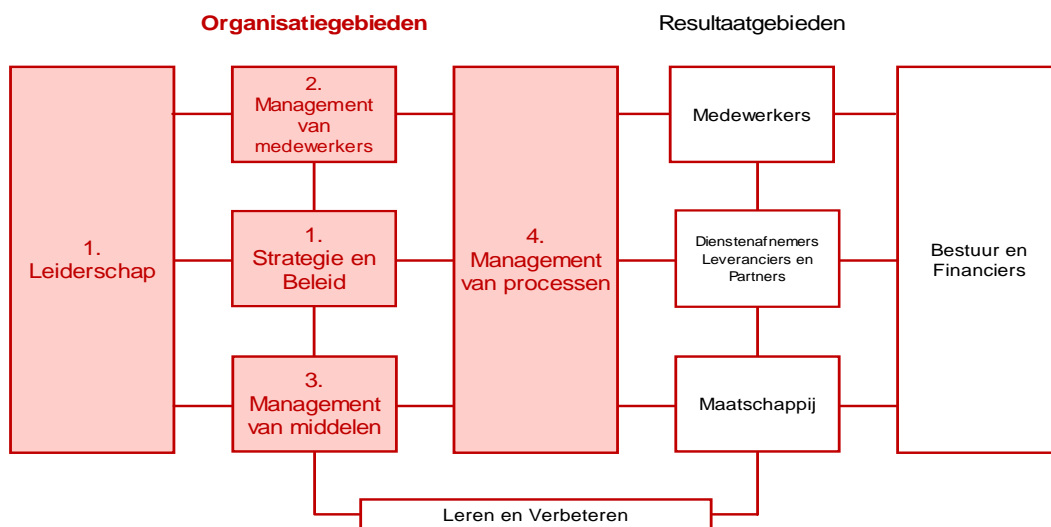 Organisatiegebieden
Resultaatgebieden
1.
Leiderschap
2.
Management
van
medewerkers
1.
Strategie en
Beleid
3.
Management
van middelen
4.
Management
van processen
Medewerkers
Dienstenafnemers
Leveranciers en
Partners
Maatschappij
Bestuur en
Financiers
Leren en Verbeteren